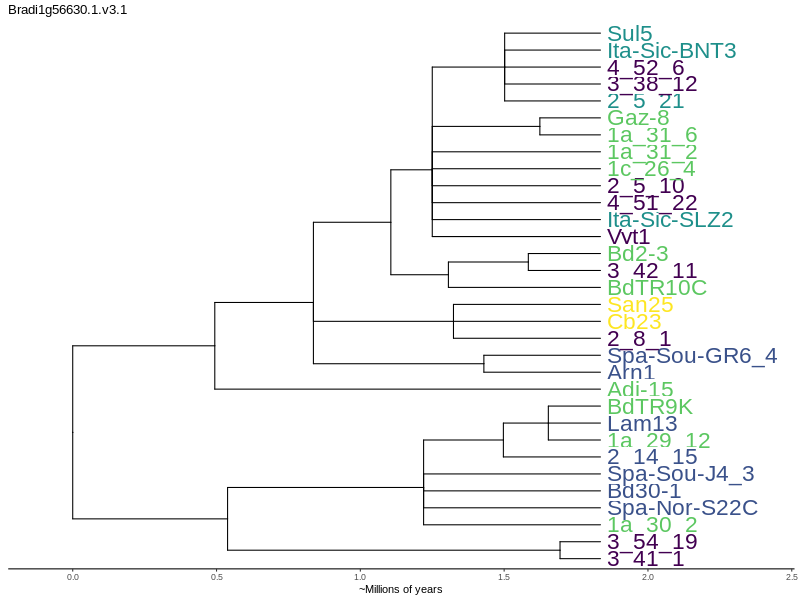 Bradi1g56630.1.v3.1
Sul5
Ita-Sic-BNT3
4_52_6
3_38_12
2_5_21
Gaz-8
1a_31_6
1a_31_2
1c_26_4
2_5_10
4_51_22
Ita-Sic-SLZ2
Vvt1
Bd2-3
3_42_11
BdTR10C
San25
Cb23
2_8_1
Spa-Sou-GR6_4
Arn1
Adi-15
BdTR9K
Lam13
1a_29_12
2_14_15
Spa-Sou-J4_3
Bd30-1
Spa-Nor-S22C
1a_30_2
3_54_19
3_41_1
0.0 0.5 1.0 1.5 2.0 2.5
~Millions of years